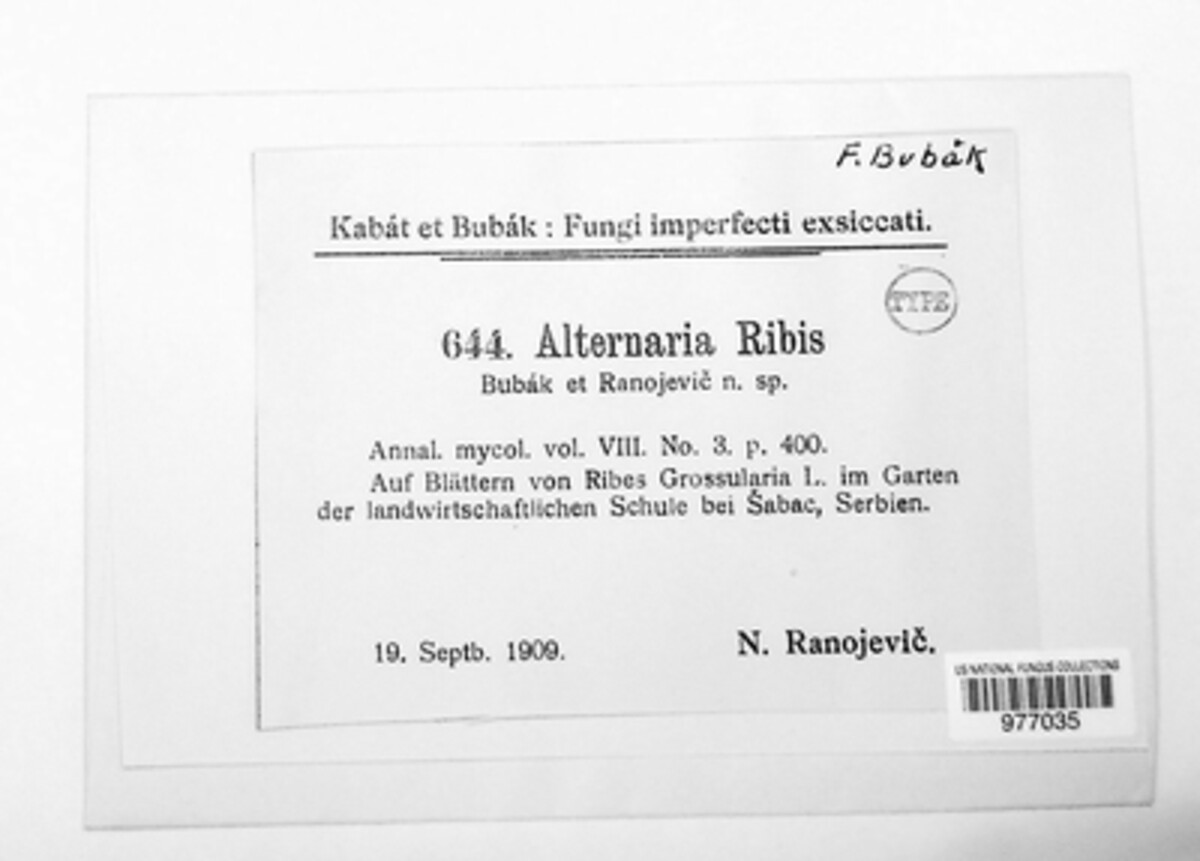 F. Bubák
Kabát et Bubák : Fungi imperfecti exsiccati.
TYPE
644. Alternaria Ribis
Bubák et Ranojevič n. sp.
Annal. mycol. vol. VIII. No. 3. p. 400.
Auf Blättern von Ribes Grossularia L. im Garten
der landwirtschaftlichen Schule bei Šabac, Serbien.
19. Septb. 1909.
N. Ranojevič.
US NATIONAL FUNGUS COLLECTIONS
977035